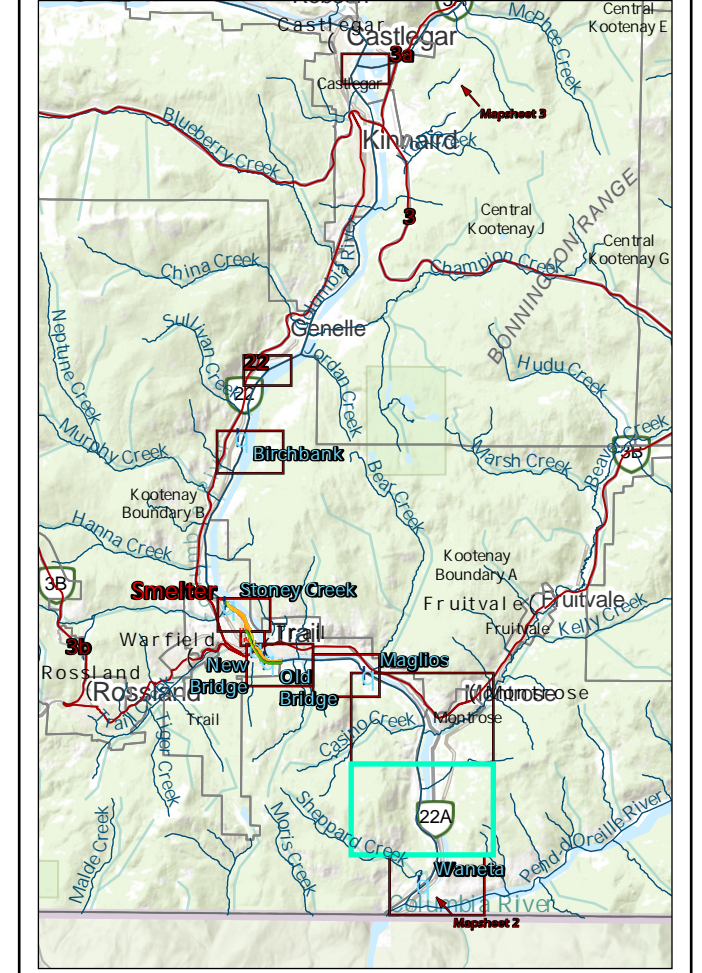 Castlegar
Central
Kootenay E
McPhee Creek
Castlegar
3a
Castlegar
Mapsheet 3
Blueberry Creek
Kinnaird
Creek
3
Central
Kootenay J
BONNINGTON RANGE
Central
Kootenay G
China Creek
Columbia River
Champion Creek
Neptune Creek
Sullivan Creek
Genelle
Jordan Creek
22
22
Hudu Creek
Murphy Creek
Birchbank
Bear Creek
Marsh Creek
Beaver Creek
3B
Kootenay
Boundary B
Hanna Creek
Kootenay
Boundary A
3B
Smelter
Stoney Creek
Fruitvale
Fruitvale
Fruitvale
Kelly Creek
3b
Warfield
Trail
New
Bridge
Old
Bridge
Maglios
Rossland
(Rossland
Trail
Trail
Montrose
Montrose
Tiger Creek
Casino Creek
22A
Malde Creek
Moris Creek
Sheppard Creek
Pend d'Oreille River
Waneta
Columbia River
Mapsheet 2